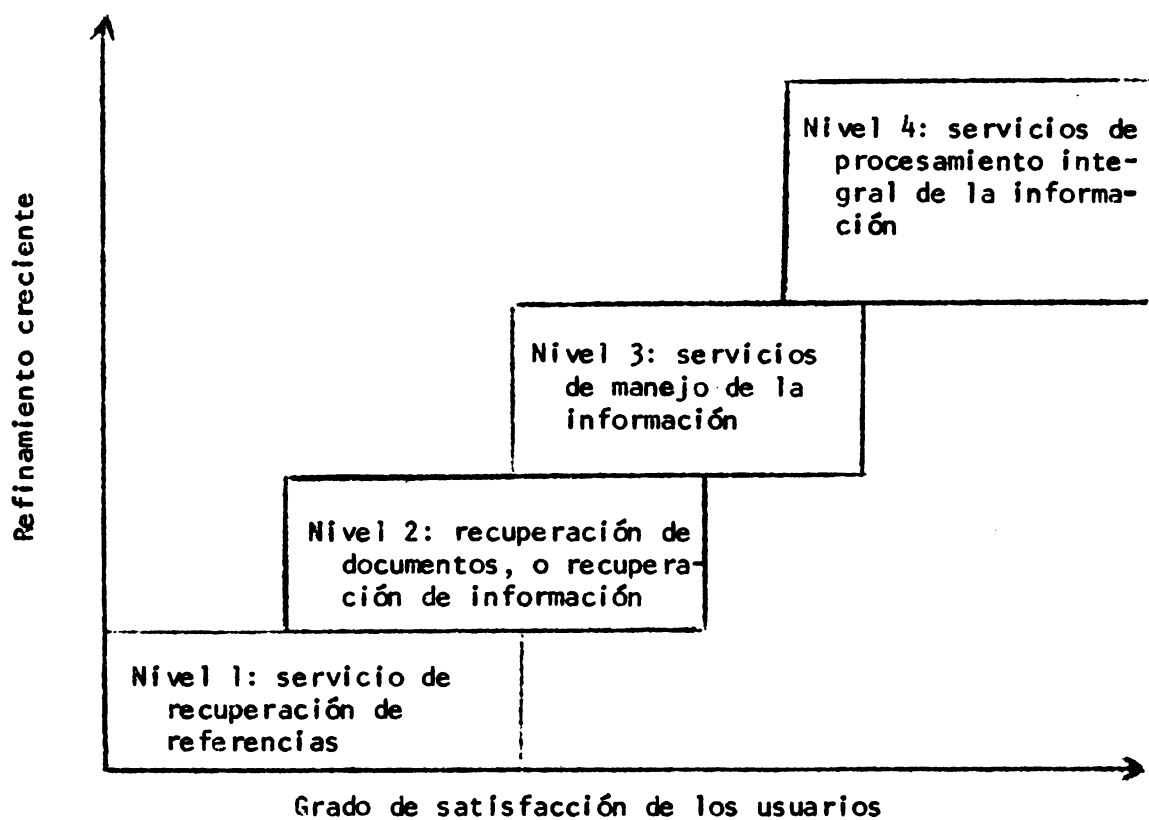 Refinamiento creciente
Nivel 4: servicios de
procesamiento inte-
gral de la informa-
ción
Nivel 3: servicios
de manejo de la
información
Nivel 2: recuperación de
documentos, o recupera-
ción de información
Nivel 1: servicio de
recuperación de
referencias
Grado de satisfacción de los usuarios